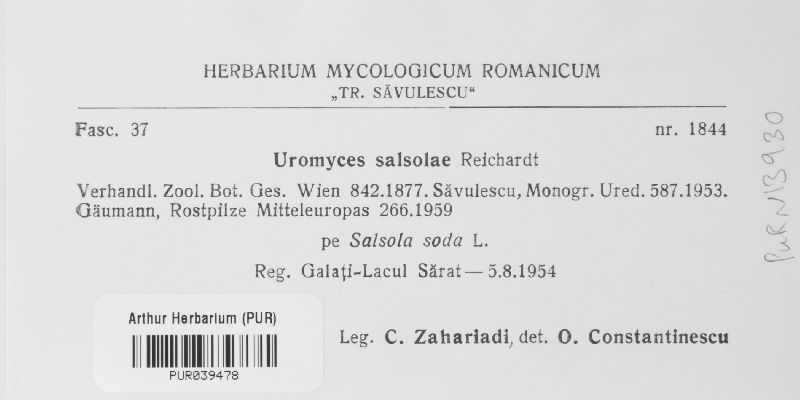 HERBARIUM MYCOLOGICUM ROMANICUM
„TR. SĂVULESCU“
Fasc. 37 nr. 1844
Uromyces salsolae Reichardt
Verhandl. Zool. Bot. Ges. Wien 842.1877. Săvulescu, Monogr. Ured. 587.1953.
Gäumann, Rostpilze Mitteleuropas 266.1959
pe Salsola soda L.
Reg. Galaţi-Lacul Sărat — 5.8.1954
Leg. C. Zahariadi, det. O. Constantinescu
Arthur Herbarium (PUR)
PUR039478
PURN13930